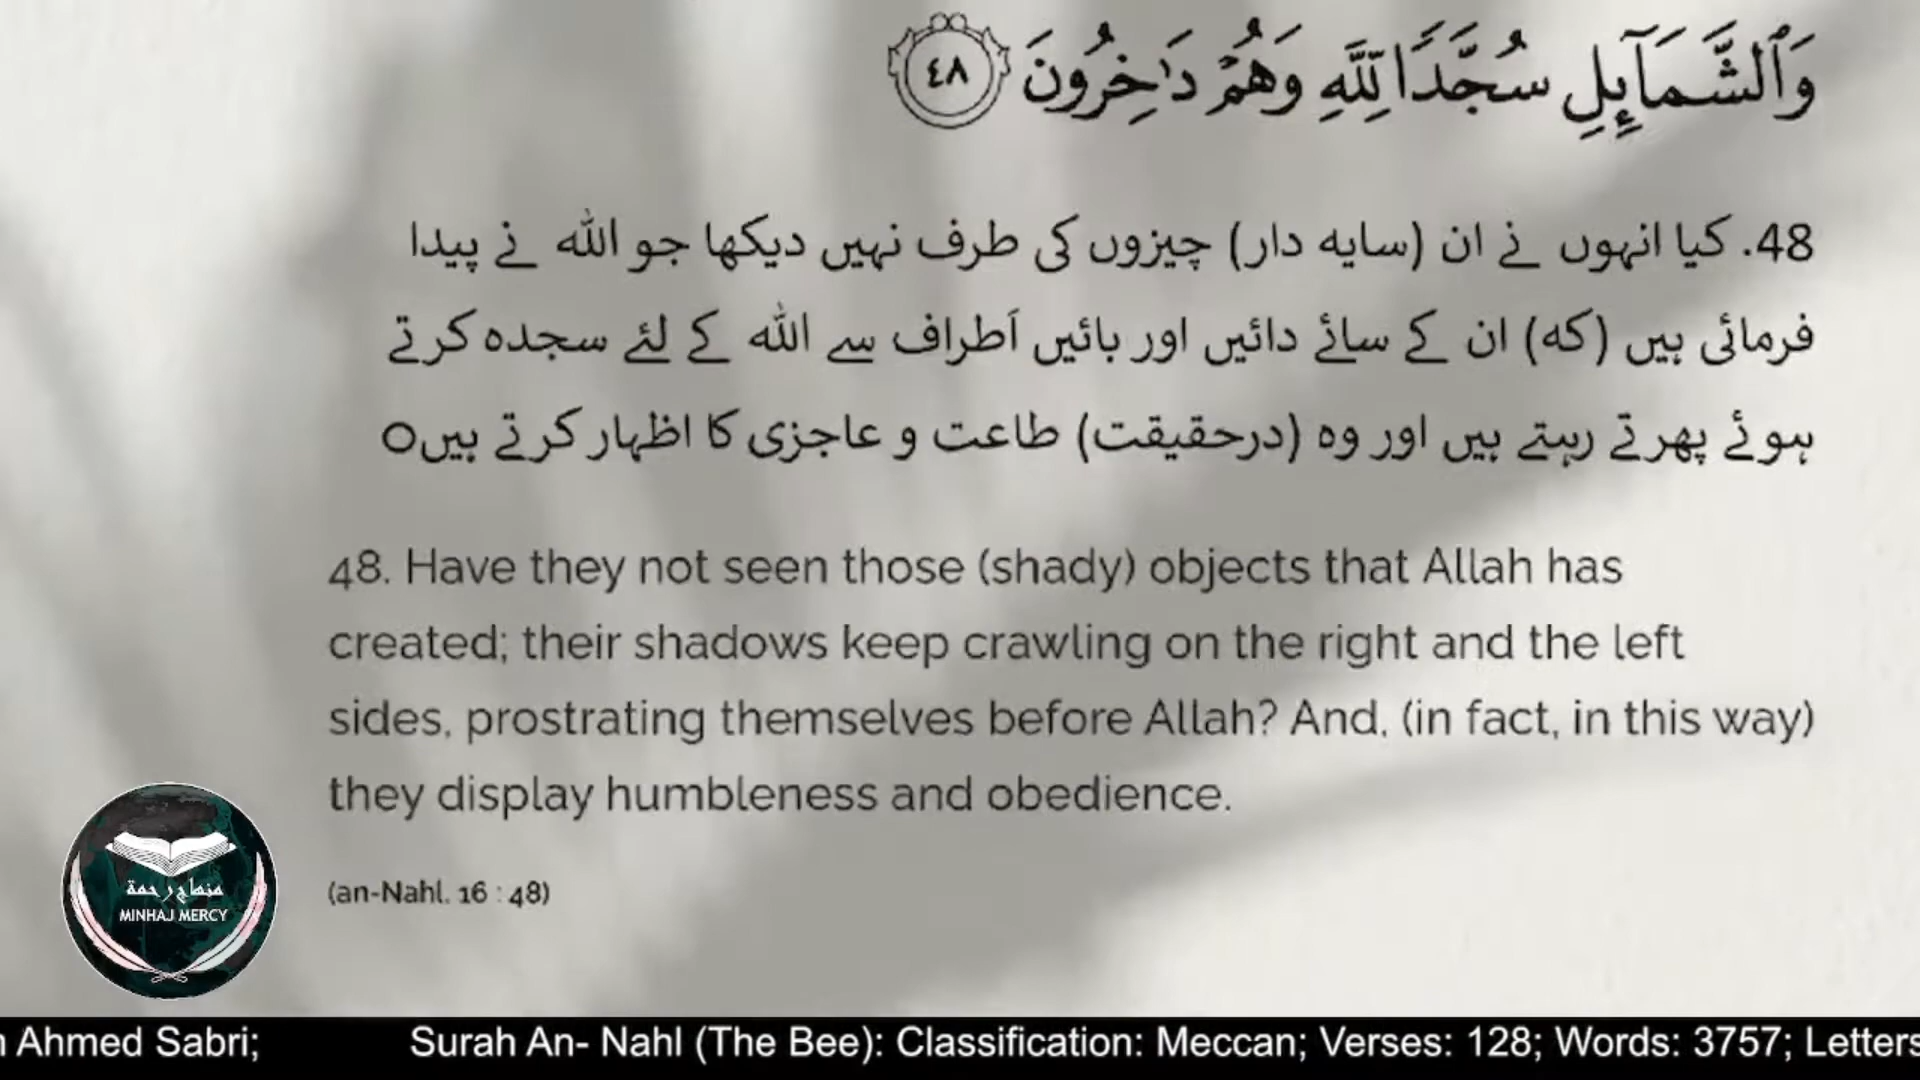 وَٱلشَّمَآئِلِ سُجَّدًا لِّلَّهِ وَهُمْ دَٰخِرُونَ ٤٨
48. کیا انہوں نے ان (سایہ دار) چیزوں کی طرف نہیں دیکھا جو اللہ نے پیدا
فرمائی ہیں (کہ) ان کے سائے دائیں اور بائیں اَطراف سے اللہ کے لئے سجدہ کرتے
ہوئے پھرتے رہتے ہیں اور وہ (درحقیقت) طاعت و عاجزی کا اظہار کرتے ہیںo
48. Have they not seen those (shady) objects that Allah has
created; their shadows keep crawling on the right and the left
sides, prostrating themselves before Allah? And, (in fact, in this way)
they display humbleness and obedience.
(an-Nahl, 16 : 48)
منهاج رحمة
MINHAJ MERCY
Ahmed Sabri; Surah An- Nahl (The Bee): Classification: Meccan; Verses: 128; Words: 3757; Letters